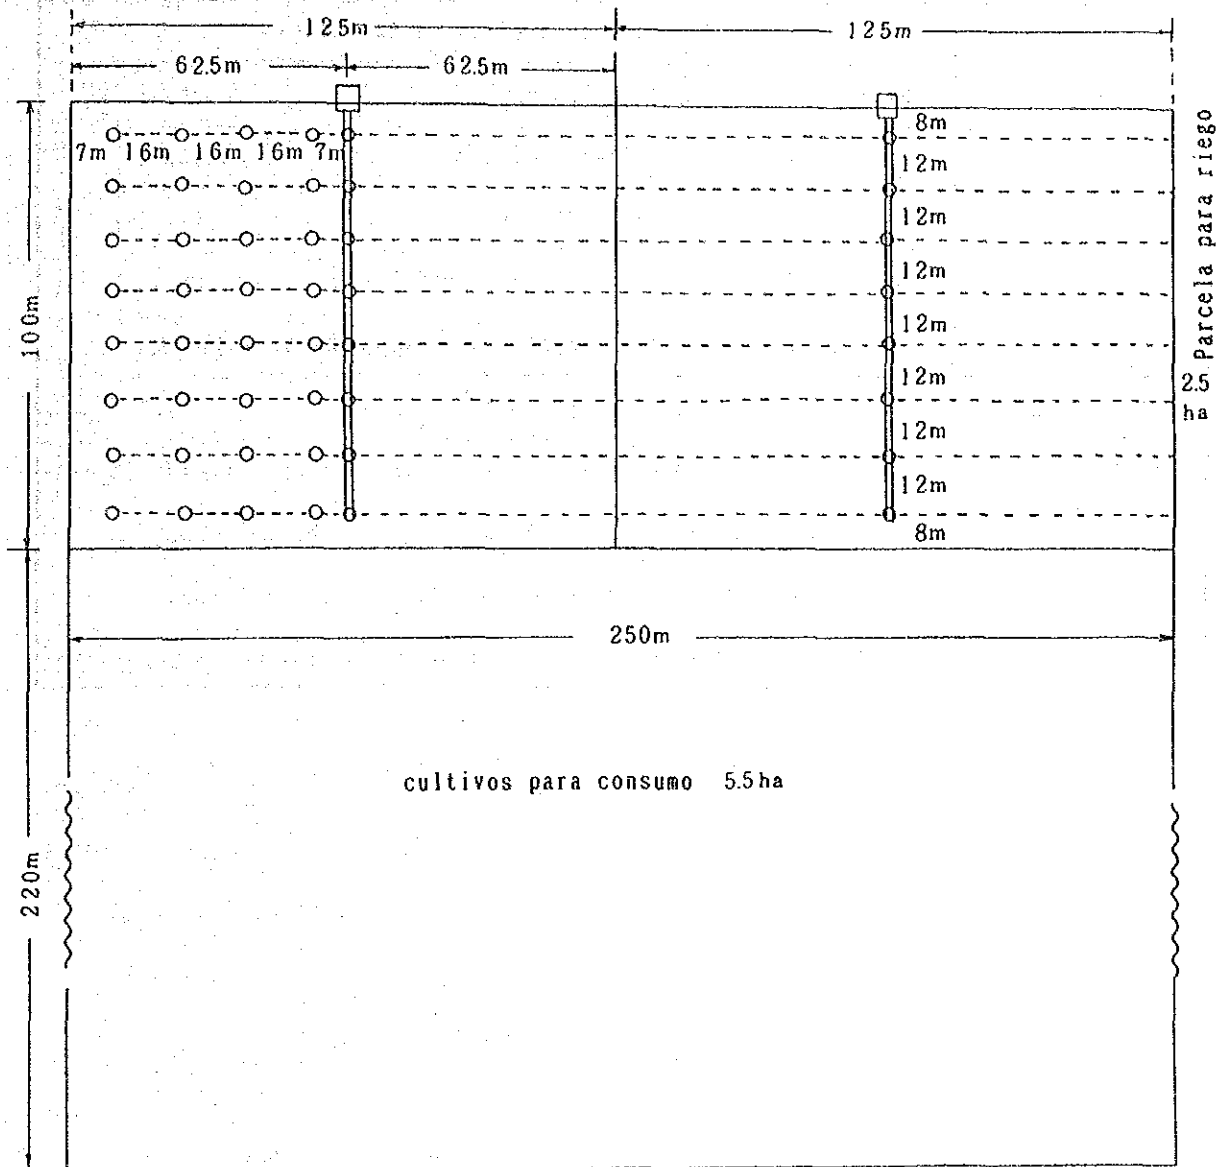 125m 125m
62.5m 62.5m
8m
7m 16m 16m 16m 7m
12m
12m
12m
12m
12m
12m
12m
8m
100m
Parcela para riego
2.5
ha
250m
cultivos para consumo 5.5ha
220m